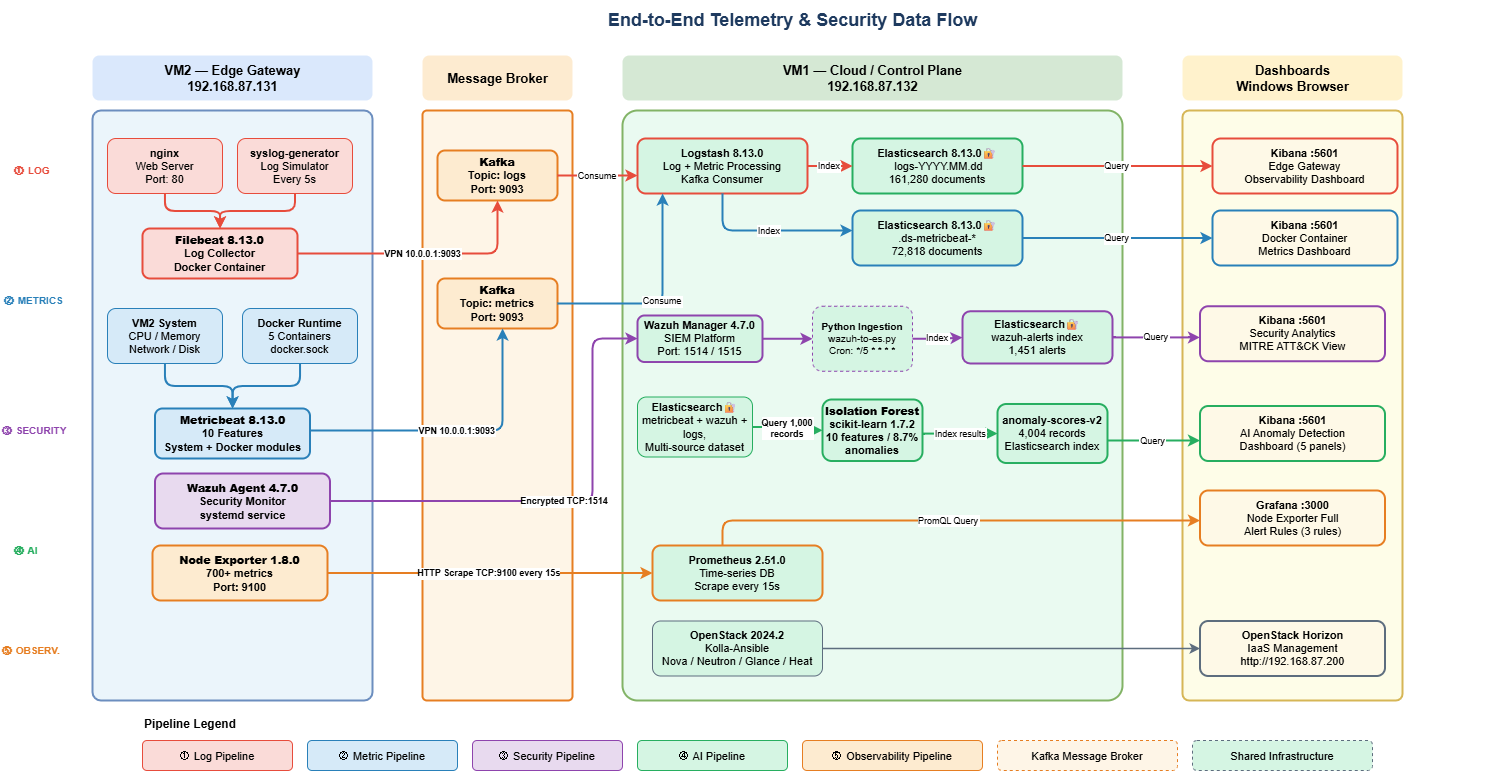 End-to-End Telemetry & Security Data Flow
VM2 — Edge Gateway
192.168.87.131
Message Broker
VM1 — Cloud / Control Plane
192.168.87.132
Dashboards
Windows Browser
① LOG
nginx
Web Server
Port: 80
syslog-generator
Log Simulator
Every 5s
Filebeat 8.13.0
Log Collector
Docker Container
VPN 10.0.0.1:9093
Kafka
Topic: logs
Port: 9093
Consume
Logstash 8.13.0
Log + Metric Processing
Kafka Consumer
Index
Elasticsearch 8.13.0🔐
logs-YYYY.MM.dd
161,280 documents
Query
Kibana :5601
Edge Gateway
Observability Dashboard
Index
Elasticsearch 8.13.0🔐
.ds-metricbeat-*
72,818 documents
Query
Kibana :5601
Docker Container
Metrics Dashboard
② METRICS
VM2 System
CPU / Memory
Network / Disk
Docker Runtime
5 Containers
docker.sock
Metricbeat 8.13.0
10 Features
System + Docker modules
VPN 10.0.0.1:9093
Kafka
Topic: metrics
Port: 9093
Consume
③ SECURITY
Wazuh Agent 4.7.0
Security Monitor
systemd service
Encrypted TCP:1514
Wazuh Manager 4.7.0
SIEM Platform
Port: 1514 / 1515
Python Ingestion
wazuh-to-es.py
Cron: */5 * * * *
Index
Elasticsearch🔐
wazuh-alerts index
1,451 alerts
Query
Kibana :5601
Security Analytics
MITRE ATT&CK View
④ AI
Elasticsearch🔐
metricbeat + wazuh +
logs,
Multi-source dataset
Query 1,000
records
Isolation Forest
scikit-learn 1.7.2
10 features / 8.7%
anomalies
Index results
anomaly-scores-v2
4,004 records
Elasticsearch index
Query
Kibana :5601
AI Anomaly Detection
Dashboard (5 panels)
⑤ OBSERV.
Node Exporter 1.8.0
700+ metrics
Port: 9100
HTTP Scrape TCP:9100 every 15s
Prometheus 2.51.0
Time-series DB
Scrape every 15s
PromQL Query
Grafana :3000
Node Exporter Full
Alert Rules (3 rules)
OpenStack 2024.2
Kolla-Ansible
Nova / Neutron / Glance / Heat
OpenStack Horizon
IaaS Management
http://192.168.87.200
Pipeline Legend
① Log Pipeline
② Metric Pipeline
③ Security Pipeline
④ AI Pipeline
⑤ Observability Pipeline
Kafka Message Broker
Shared Infrastructure